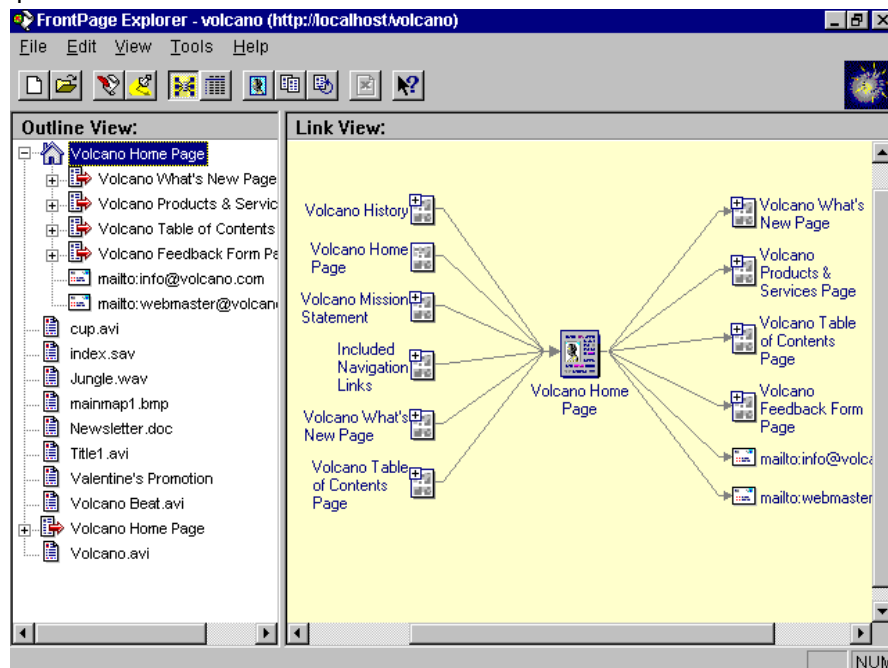 FrontPage Explorer - volcano (http://localhost/volcano)
File Edit View Tools Help
Outline View:
Volcano Home Page
Volcano What's New Page
Volcano Products & Servic
Volcano Table of Contents
Volcano Feedback Form Pa
mailto:info@volcano.com
mailto:webmaster@volcan
cup.avi
index.sav
Jungle.wav
mainmap1.bmp
Newsletter.doc
Title1.avi
Valentine's Promotion
Volcano Beat.avi
Volcano Home Page
Volcano.avi
Link View:
Volcano History
Volcano Home
Page
Volcano Mission
Statement
Included
Navigation
Links
Volcano What's
New Page
Volcano Table
of Contents
Page
Volcano Home
Page
Volcano What's
New Page
Volcano
Products &
Services Page
Volcano Table
of Contents
Page
Volcano
Feedback Form
Page
mailto:info@volca
mailto:webmaster
NUM